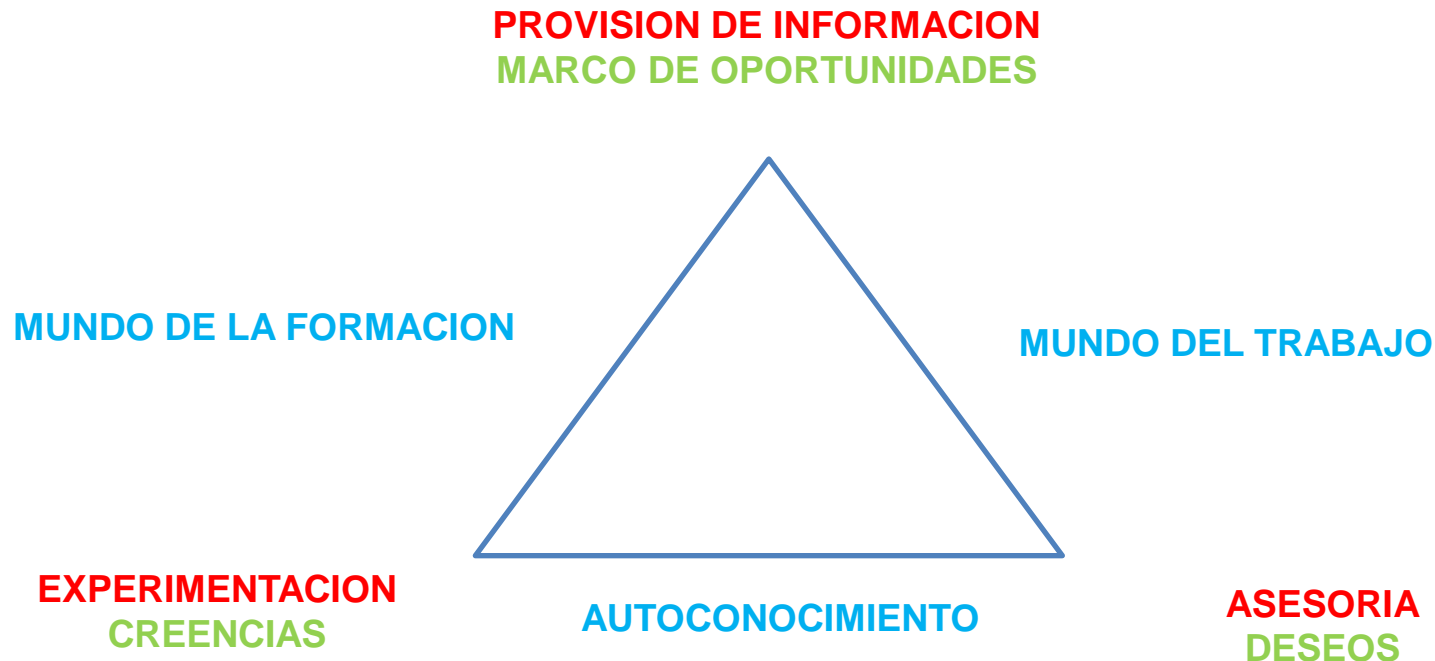 PROVISION DE INFORMACION
MARCO DE OPORTUNIDADES
MUNDO DE LA FORMACION
MUNDO DEL TRABAJO
EXPERIMENTACION
CREENCIAS
AUTOCONOCIMIENTO
ASESORIA
DESEOS